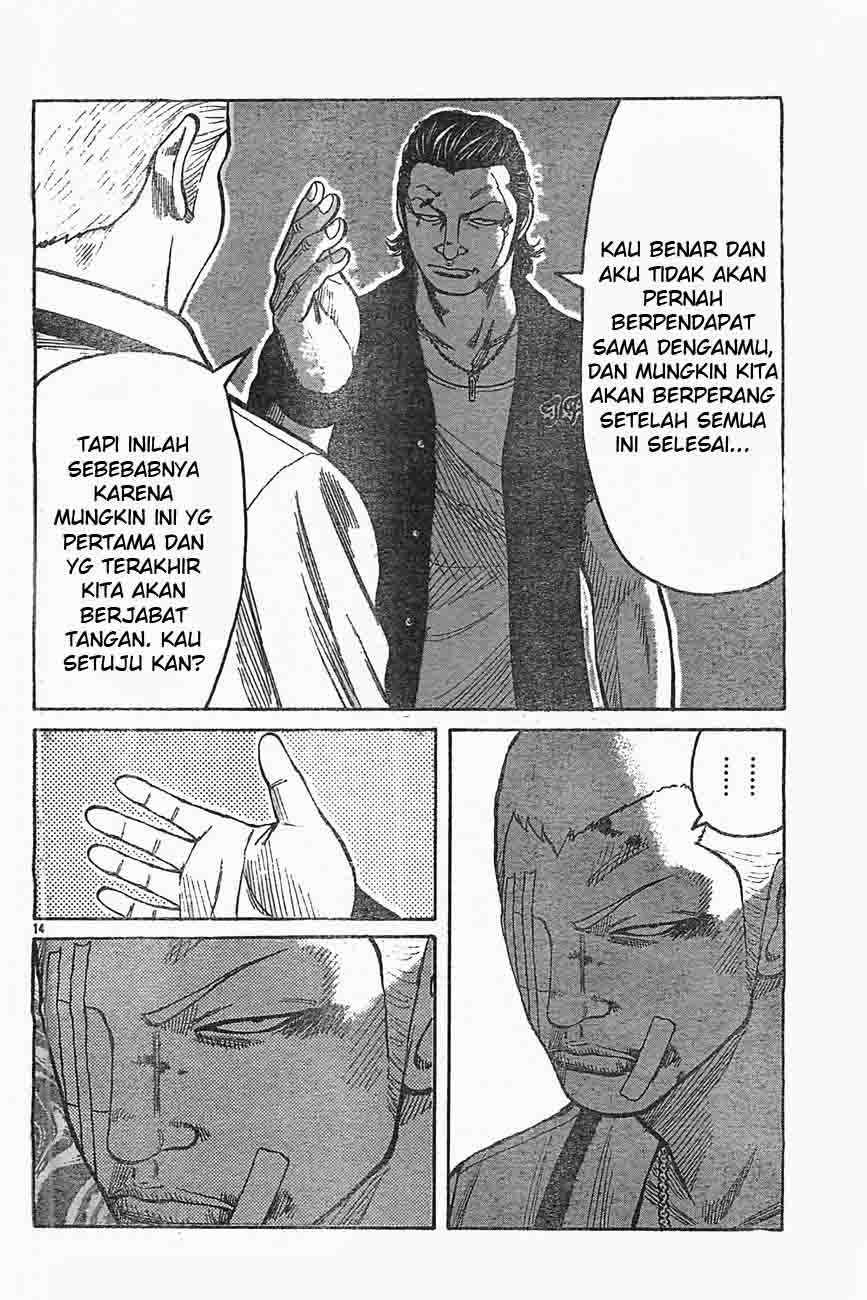 KAU BENAR DAN
AKU TIDAK AKAN
PERNAH
BERPENDAPAT
SAMA DENGANMU,
DAN MUNGKIN KITA
AKAN BERPERANG
SETELAH SEMUA
INI SELESAI...
TAPI INILAH
SEBEBABNYA
KARENA
MUNGKIN INI YG
PERTAMA DAN
YG TERAKHIR
KITA AKAN
BERJABAT
TANGAN. KAU
SETUJU KAN?
......
......
14